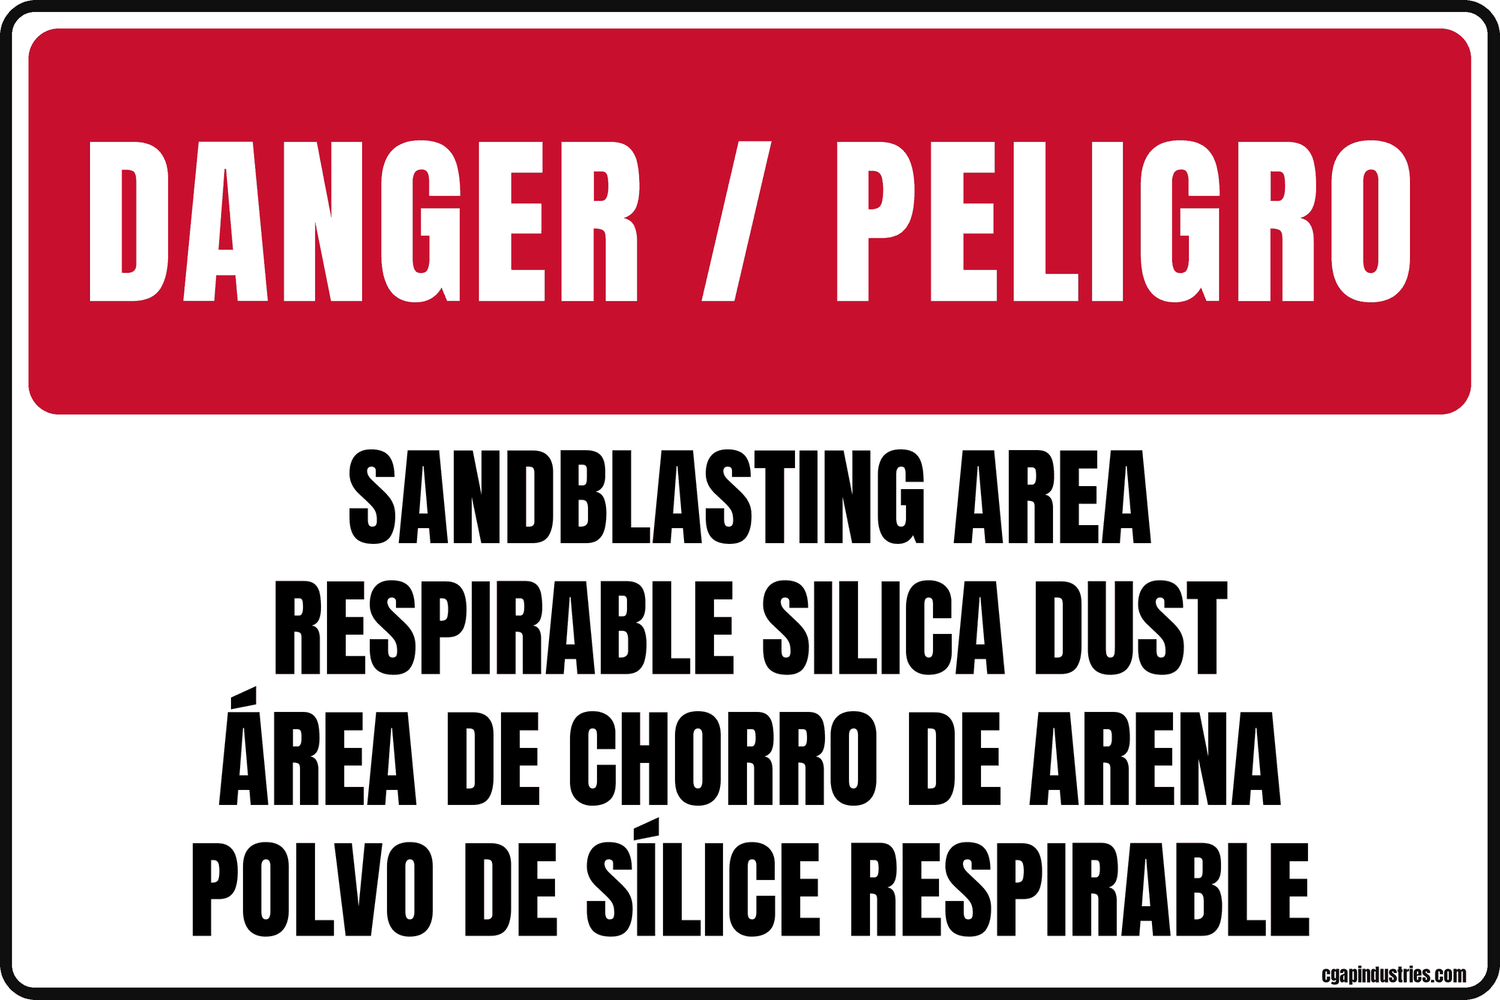 DANGER / PELIGRO
SANDBLASTING AREA
RESPIRABLE SILICA DUST
ÁREA DE CHORRO DE ARENA
POLVO DE SÍLICE RESPIRABLE
cgapindustries.com